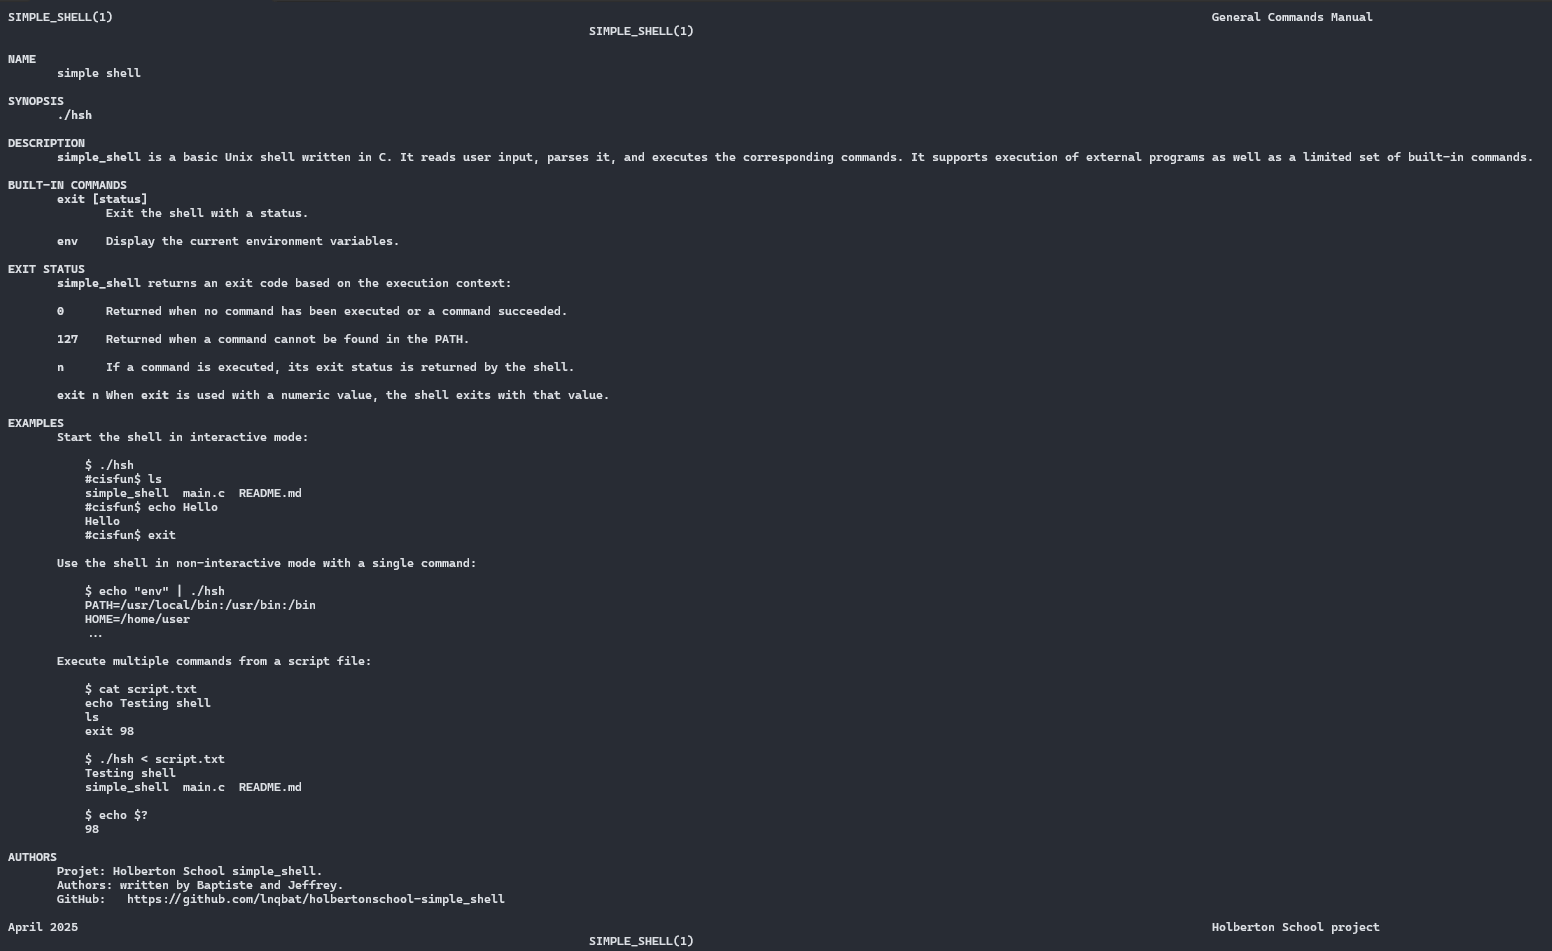 SIMPLE_SHELL(1) General Commands Manual
SIMPLE_SHELL(1)
NAME
simple shell
SYNOPSIS
./hsh
DESCRIPTION
simple_shell is a basic Unix shell written in C. It reads user input, parses it, and executes the corresponding commands. It supports execution of external programs as well as a limited set of built-in commands.
BUILT-IN COMMANDS
exit [status]
Exit the shell with a status.
env Display the current environment variables.
EXIT STATUS
simple_shell returns an exit code based on the execution context:
0 Returned when no command has been executed or a command succeeded.
127 Returned when a command cannot be found in the PATH.
n If a command is executed, its exit status is returned by the shell.
exit n When exit is used with a numeric value, the shell exits with that value.
EXAMPLES
Start the shell in interactive mode:
$ ./hsh
#cisfun$ ls
simple_shell main.c README.md
#cisfun$ echo Hello
Hello
#cisfun$ exit
Use the shell in non-interactive mode with a single command:
$ echo "env" | ./hsh
PATH=/usr/local/bin:/usr/bin:/bin
HOME=/home/user
...
Execute multiple commands from a script file:
$ cat script.txt
echo Testing shell
ls
exit 98
$ ./hsh < script.txt
Testing shell
simple_shell main.c README.md
$ echo $?
98
AUTHORS
Projet: Holberton School simple_shell.
Authors: written by Baptiste and Jeffrey.
GitHub: https://github.com/lnqbat/holbertonschool-simple_shell
April 2025 Holberton School project
SIMPLE_SHELL(1)